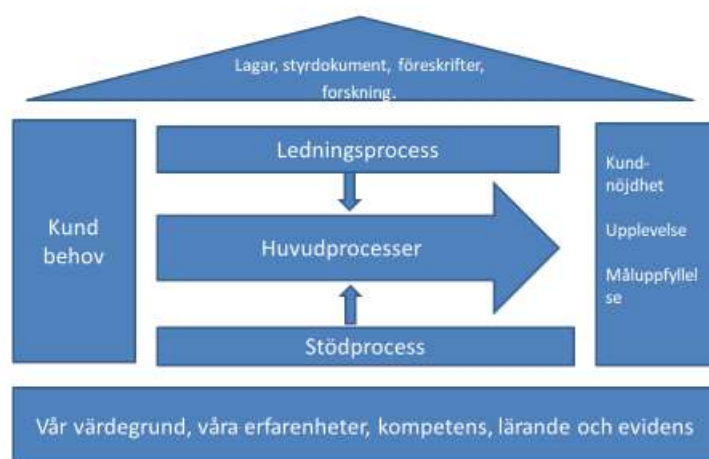 Lagar, styrdokument, föreskrifter,
forskning.
Kund
behov
Ledningsprocess
Huvudprocesser
Stödprocess
Kund-
nöjdhet
Upplevelse
Måluppfyllel
se
Vår värdegrund, våra erfarenheter, kompetens, lärande och evidens